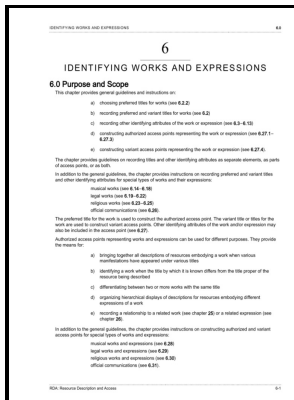 IDENTIFYING WORKS AND EXPRESSIONS 6.0
6
IDENTIFYING WORKS AND EXPRESSIONS
6.0 Purpose and Scope
This chapter provides general guidelines and instructions on:
a) choosing preferred titles for works (see 6.2.2)
b) recording preferred and variant titles for works (see 6.2)
c) recording other identifying attributes of the work or expression (see 6.3–6.13)
d) constructing authorized access points representing the work or expression (see 6.27.1–
6.27.3)
e) constructing variant access points representing the work or expression (see 6.27.4).
The chapter provides guidelines on recording titles and other identifying attributes as separate elements, as parts
of access points, or as both.
In addition to the general guidelines, the chapter provides instructions on recording preferred and variant titles
and other identifying attributes for special types of works and their expressions:
musical works (see 6.14–6.18)
legal works (see 6.19–6.22)
religious works (see 6.23–6.25)
official communications (see 6.26).
The preferred title for the work is used to construct the authorized access point. The variant title or titles for the
work are used to construct variant access points. Other identifying attributes of the work and/or expression may
also be included in the access point (see 6.27).
Authorized access points representing works and expressions can be used for different purposes. They provide
the means for:
a) bringing together all descriptions of resources embodying a work when various
manifestations have appeared under various titles
b) identifying a work when the title by which it is known differs from the title proper of the
resource being described
c) differentiating between two or more works with the same title
d) organizing hierarchical displays of descriptions for resources embodying different
expressions of a work
e) recording a relationship to a related work (see chapter 25) or a related expression (see
chapter 26).
In addition to the general guidelines, the chapter provides instructions on constructing authorized and variant
access points for special types of works and expressions:
musical works and expressions (see 6.28)
legal works and expressions (see 6.29)
religious works and expressions (see 6.30)
official communications (see 6.31).
RDA: Resource Description and Access 6-1